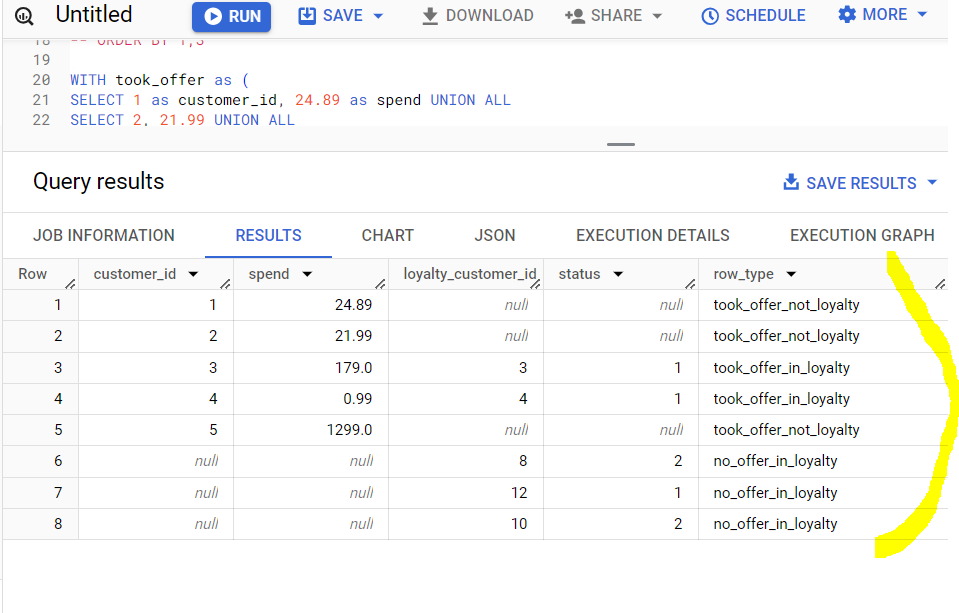 Untitled RUN SAVE DOWNLOAD SHARE SCHEDULE MORE
18 -- ORDER BY 1,3
19
20 WITH took_offer as (
21 SELECT 1 as customer_id, 24.89 as spend UNION ALL
22 SELECT 2, 21.99 UNION ALL
Query results SAVE RESULTS
JOB INFORMATION RESULTS CHART JSON EXECUTION DETAILS EXECUTION GRAPH
Row customer_id spend loyalty_customer_id status row_type
1 1 24.89 null null took_offer_not_loyalty
2 2 21.99 null null took_offer_not_loyalty
3 3 179.0 3 1 took_offer_in_loyalty
4 4 0.99 4 1 took_offer_in_loyalty
5 5 1299.0 null null took_offer_not_loyalty
6 null null 8 2 no_offer_in_loyalty
7 null null 12 1 no_offer_in_loyalty
8 null null 10 2 no_offer_in_loyalty